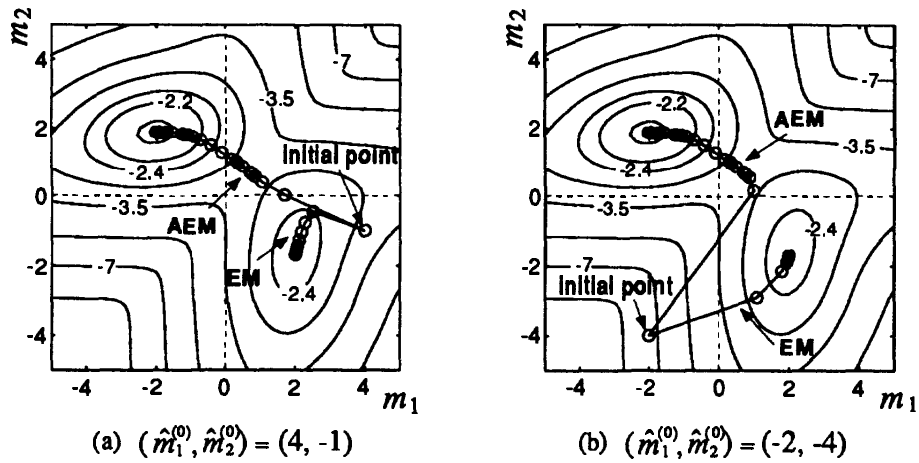 m2
4
2
0
-2
-4
-7
-3.5
-2.2
-2.4
Initial point
AEM
-3.5
EM
-7
-2.4
-4 -2 0 2 4
m1
(a) (m̂1^(0), m̂2^(0)) = (4, -1)
m2
4
2
0
-2
-4
-7
-2.2
AEM
-3.5
-2.4
-3.5
-2.4
-7
Initial point
EM
-4 -2 0 2 4
m1
(b) (m̂1^(0), m̂2^(0)) = (-2, -4)